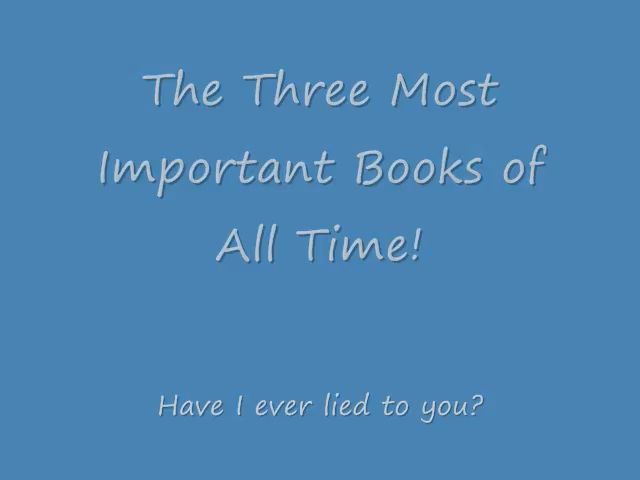 The Three Most
Important Books of
All Time!
Have I ever lied to you?